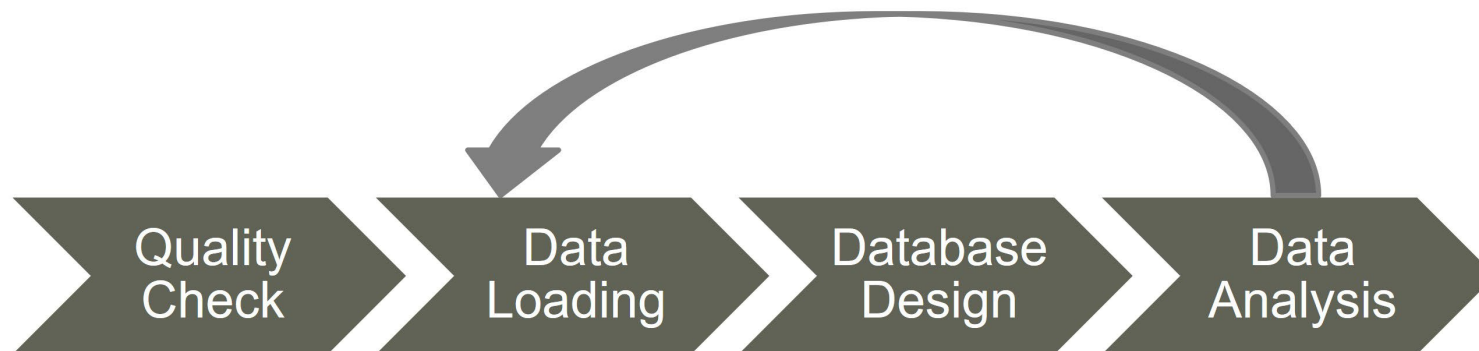 Quality
Check
Data
Loading
Database
Design
Data
Analysis